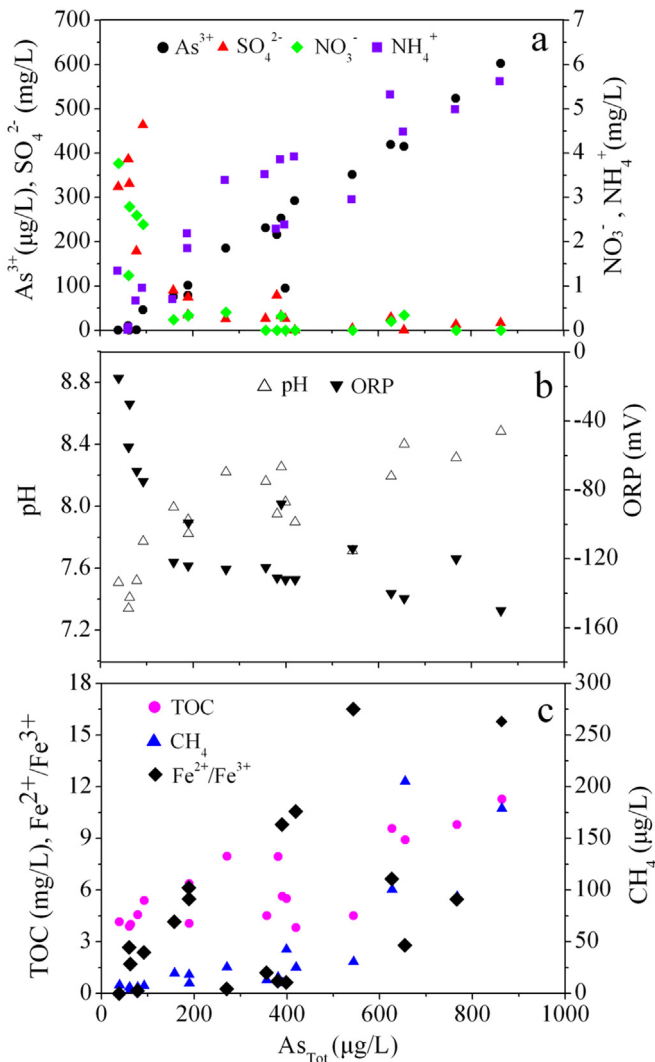 a
As³⁺ SO₄²⁻ NO₃⁻ NH₄⁺
As³⁺(μg/L), SO₄²⁻ (mg/L)
700
600
500
400
300
200
100
0
7
6
5
4
3
2
1
0
NO₃⁻, NH₄⁺(mg/L)
b
pH ORP
pH
8.8
8.4
8.0
7.6
7.2
0
-40
-80
-120
-160
ORP (mV)
c
TOC
CH₄
Fe²⁺/Fe³⁺
TOC (mg/L), Fe²⁺/Fe³⁺
18
15
12
9
6
3
0
300
250
200
150
100
50
0
CH₄ (μg/L)
0 200 400 600 800 1000
As_Tot (μg/L)